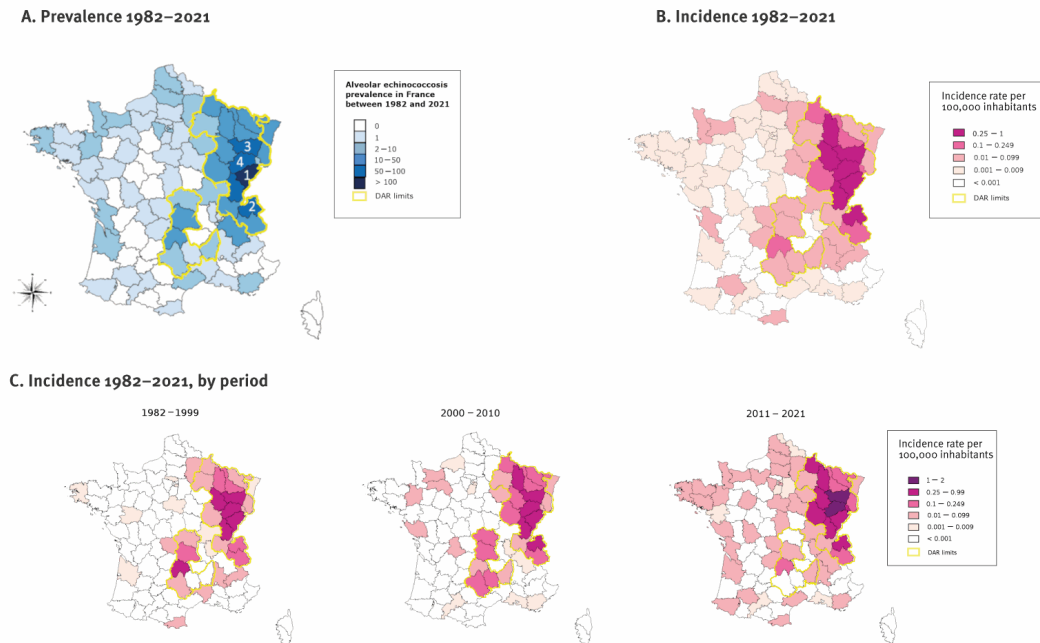 A. Prevalence 1982–2021
B. Incidence 1982–2021
Alveolar echinococcosis
prevalence in France
between 1982 and 2021
0
1
2–10
10–50
50–100
> 100
DAR limits
3
4
1
2
Incidence rate per
100,000 inhabitants
0.25 – 1
0.1 – 0.249
0.01 – 0.099
0.001 – 0.009
< 0.001
DAR limits
C. Incidence 1982–2021, by period
1982 – 1999
2000 – 2010
2011 – 2021
Incidence rate per
100,000 inhabitants
1 – 2
0.25 – 0.99
0.1 – 0.249
0.01 – 0.099
0.001 – 0.009
< 0.001
DAR limits